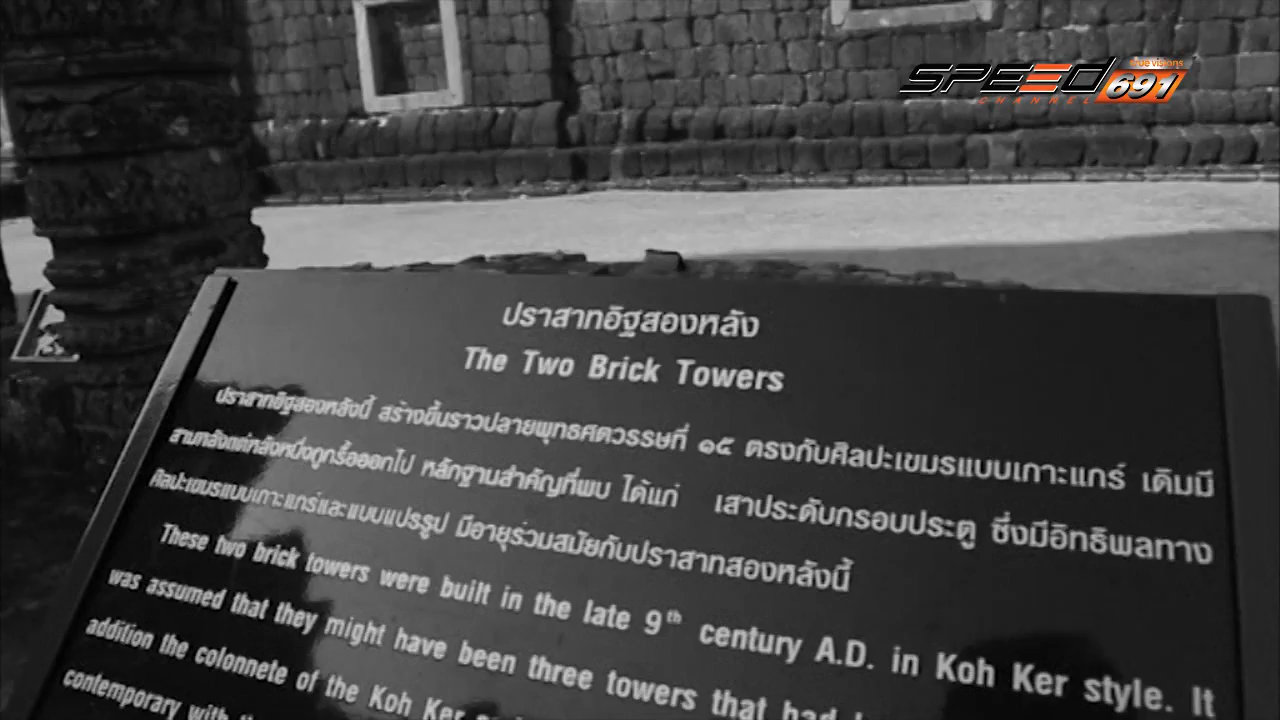 true visions
SPEED
CHANNEL 691
ปราสาทอิฐสองหลัง
The Two Brick Towers
ปราสาทอิฐสองหลังนี้ สร้างขึ้นราวปลายพุทธศตวรรษที่ ๑๕ ตรงกับศิลปะเขมรแบบเกาะแกร์ เดิมมี
สามหลังแต่หลังหนึ่งถูกรื้อออกไป หลักฐานสำคัญที่พบ ได้แก่ เสาประดับกรอบประตู ซึ่งมีอิทธิพลทาง
ศิลปะเขมรแบบเกาะแกร์และแบบแปรรูป มีอายุร่วมสมัยกับปราสาทสองหลังนี้
These two brick towers were built in the late 9th century A.D. in Koh Ker style. It
was assumed that they might have been three towers that had
addition the colonnete of the Koh Ker
contemporary with